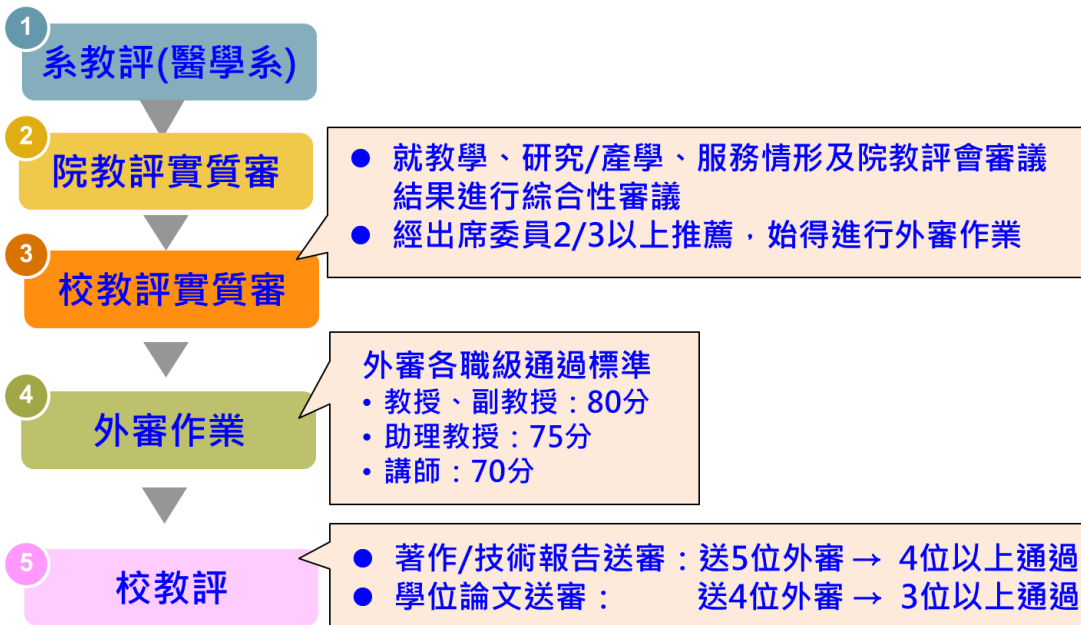 1
系教評(醫學系)
2
院教評實質審
● 就教學、研究/產學、服務情形及院教評會審議
結果進行綜合性審議
● 經出席委員2/3以上推薦，始得進行外審作業
3
校教評實質審
4
外審作業
外審各職級通過標準
• 教授、副教授：80分
• 助理教授：75分
• 講師：70分
5
校教評
● 著作/技術報告送審：送5位外審→ 4位以上通過
● 學位論文送審： 送4位外審→ 3位以上通過